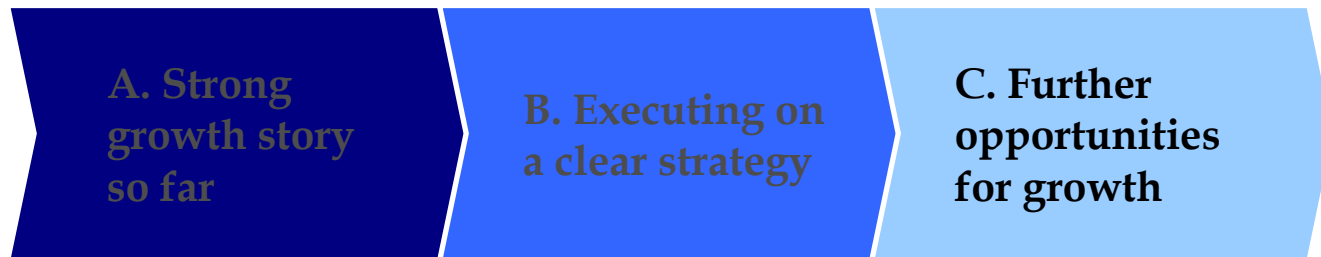 A. Strong
growth story
so far
B. Executing on
a clear strategy
C. Further
opportunities
for growth